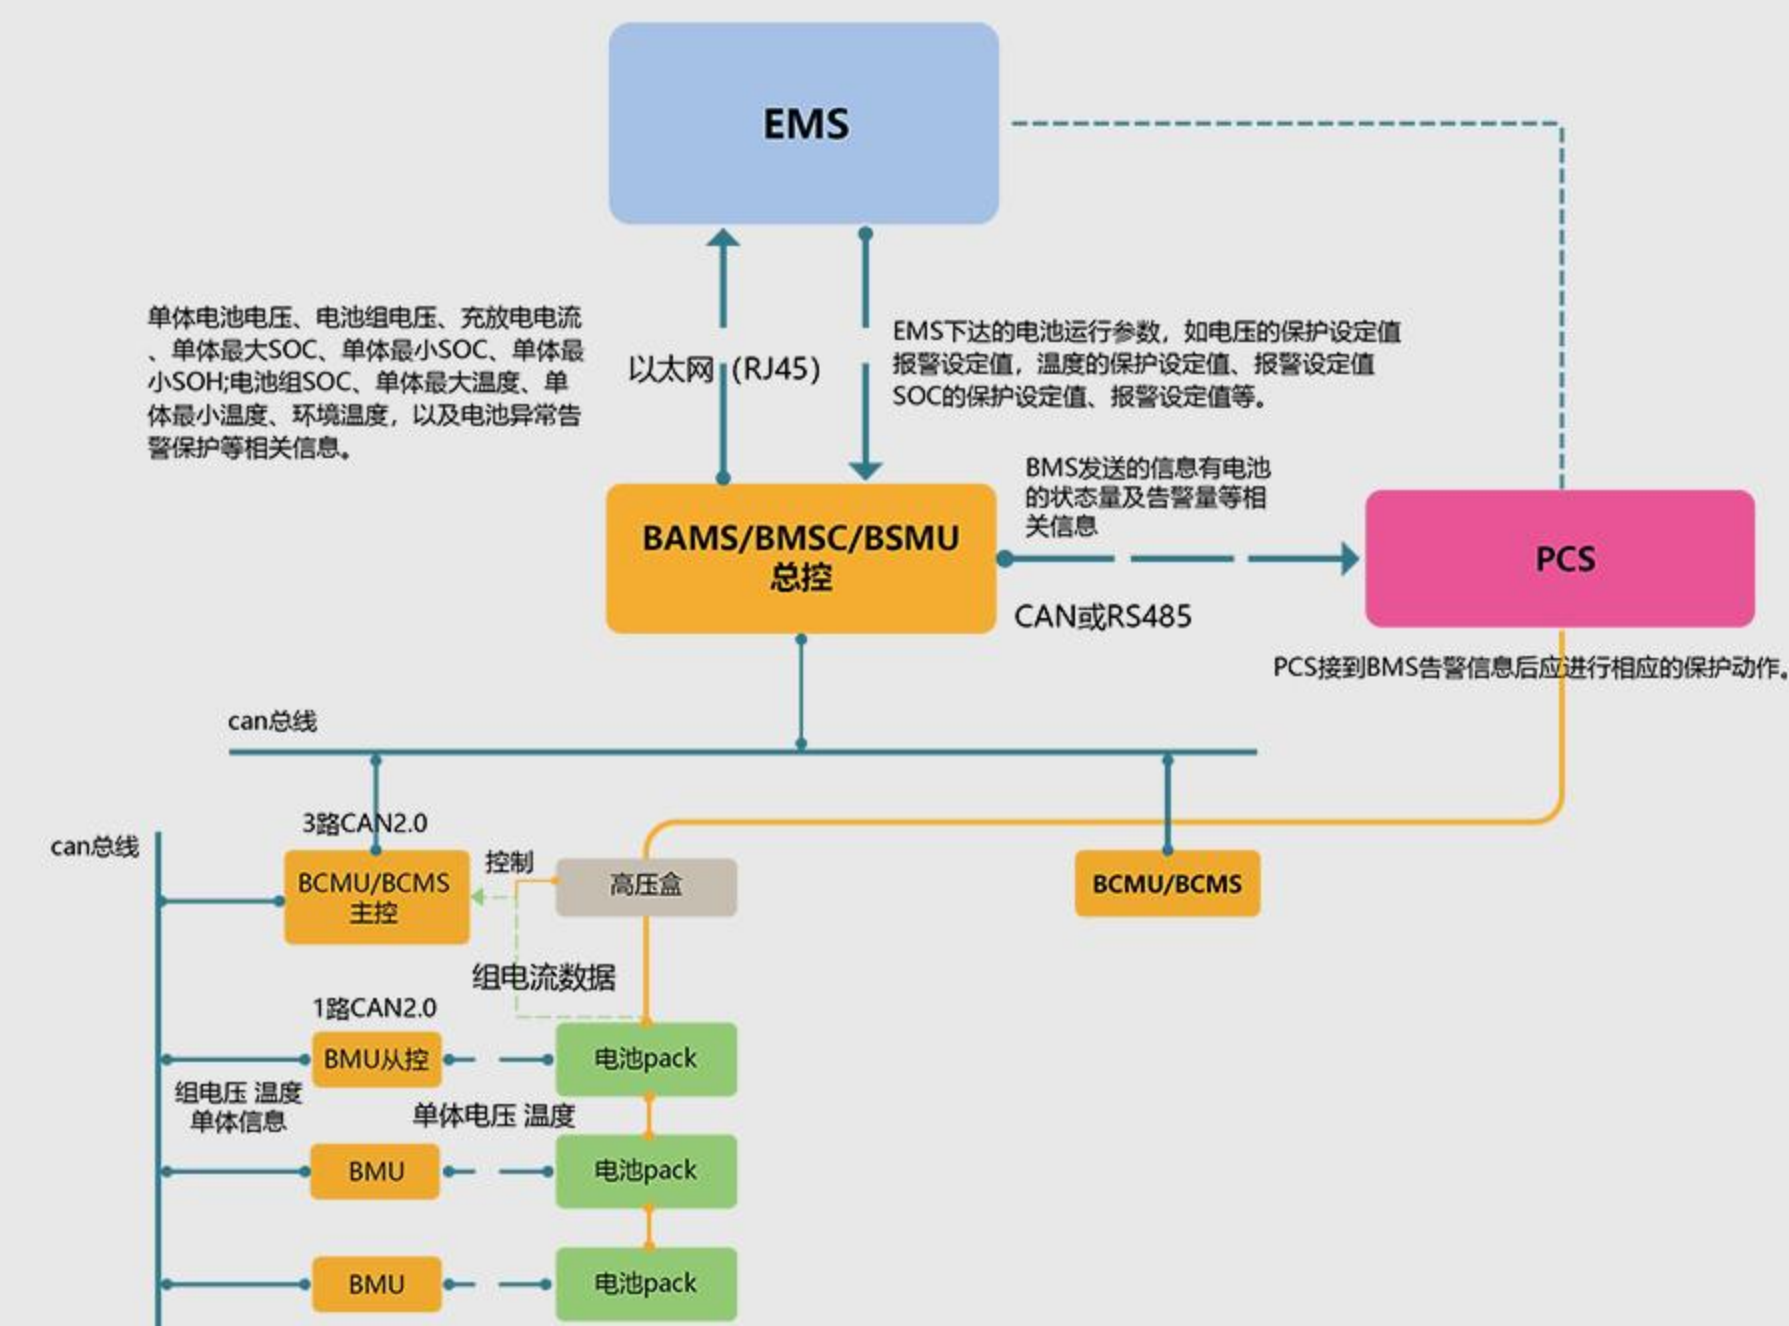 EMS
单体电池电压、电池组电压、充放电电流
、单体最大SOC、单体最小SOC、单体最
小SOH;电池组SOC、单体最大温度、单
体最小温度、环境温度，以及电池异常告
警保护等相关信息。
以太网（RJ45）
EMS下达的电池运行参数，如电压的保护设定值
报警设定值，温度的保护设定值、报警设定值
SOC的保护设定值、报警设定值等。
BMS发送的信息有电池
的状态量及告警量等相
关信息
BAMS/BMSC/BSMU
总控
CAN或RS485
PCS
PCS接到BMS告警信息后应进行相应的保护动作。
can总线
can总线
3路CAN2.0
BCMU/BCMS
主控
控制
高压盒
BCMU/BCMS
组电流数据
1路CAN2.0
BMU从控
电池pack
组电压 温度
单体信息
单体电压 温度
BMU
电池pack
BMU
电池pack